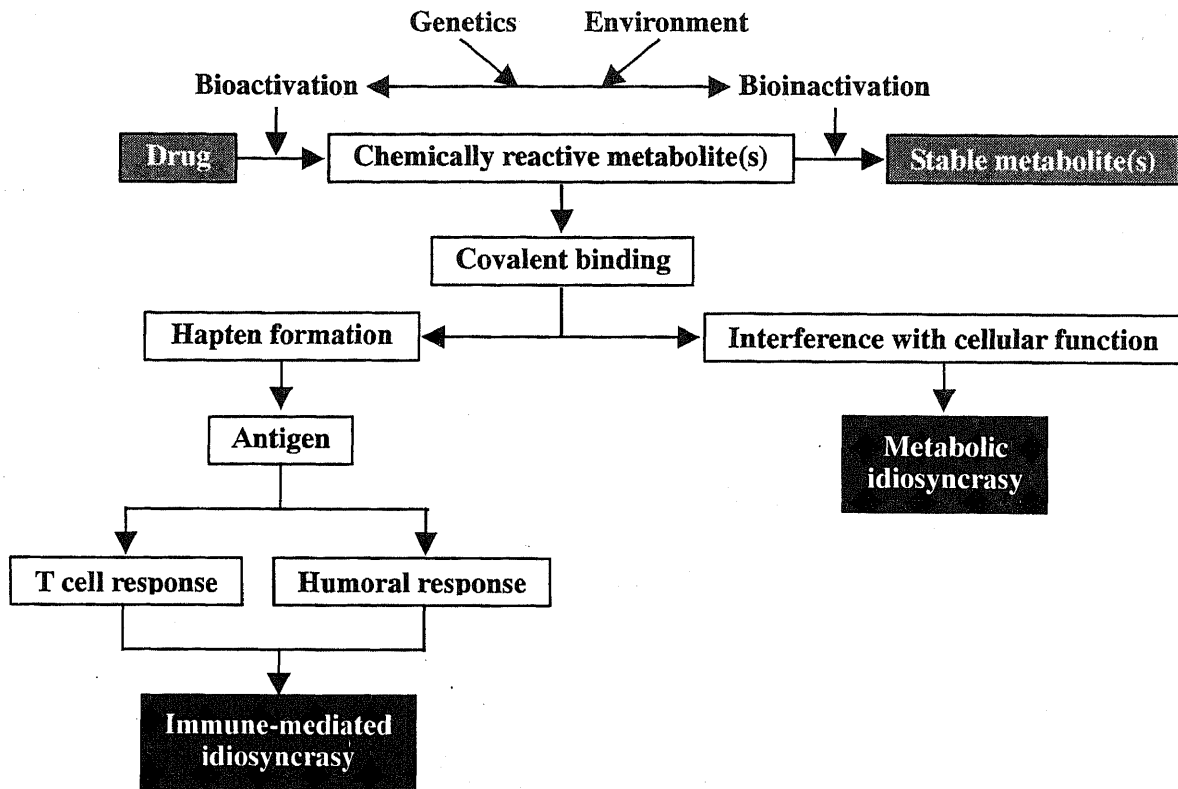 Genetics Environment
Bioactivation Bioinactivation
Drug Chemically reactive metabolite(s) Stable metabolite(s)
Covalent binding
Hapten formation Interference with cellular function
Antigen
Metabolic
idiosyncrasy
T cell response Humoral response
Immune-mediated
idiosyncrasy